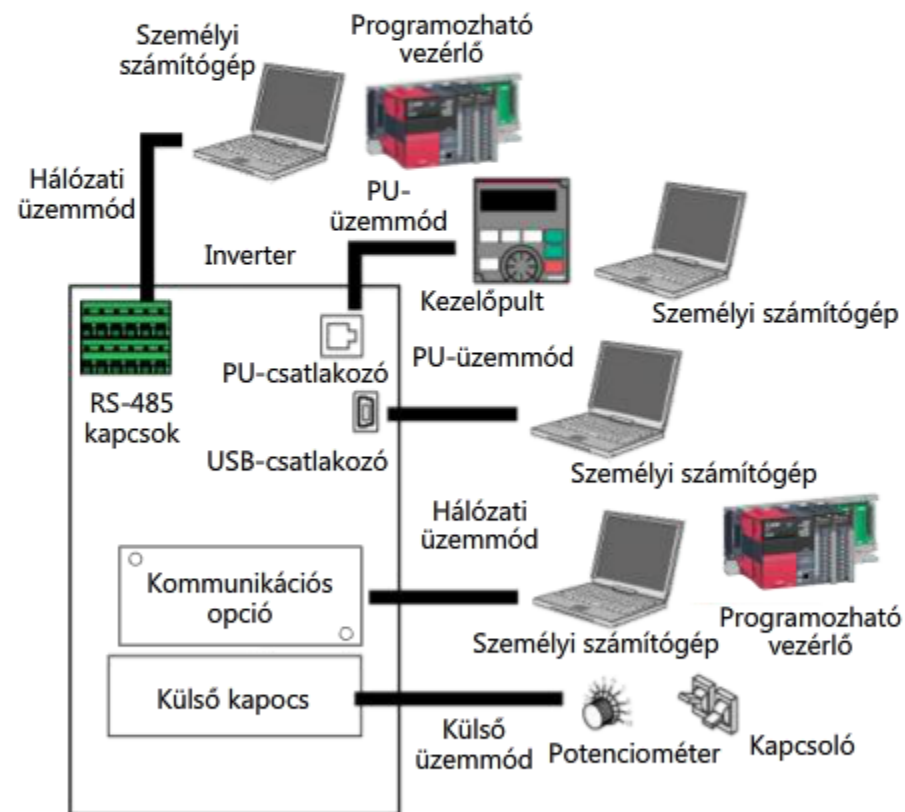 Személyi
számítógép
Programozható
vezérlő
Hálózati
üzemmód
PU-
üzemmód
Inverter
Kezelőpult
Személyi számítógép
PU-csatlakozó
PU-üzemmód
RS-485
kapcsok
USB-csatlakozó
Személyi számítógép
Hálózati
üzemmód
Kommunikációs
opció
Személyi számítógép
Programozható
vezérlő
Külső kapocs
Külső
üzemmód
Potenciométer
Kapcsoló